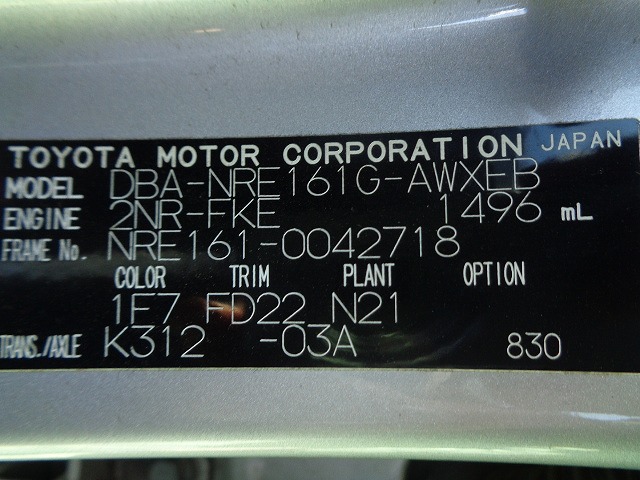 TOYOTA MOTOR CORPORATION JAPAN
MODEL DBA-NRE161G-AWXEB
ENGINE 2NR-FKE 1496 mL
FRAME No. NRE161-0042718
COLOR TRIM PLANT OPTION
1F7 FD22 N21
TRANS./AXLE K312 -03A 830